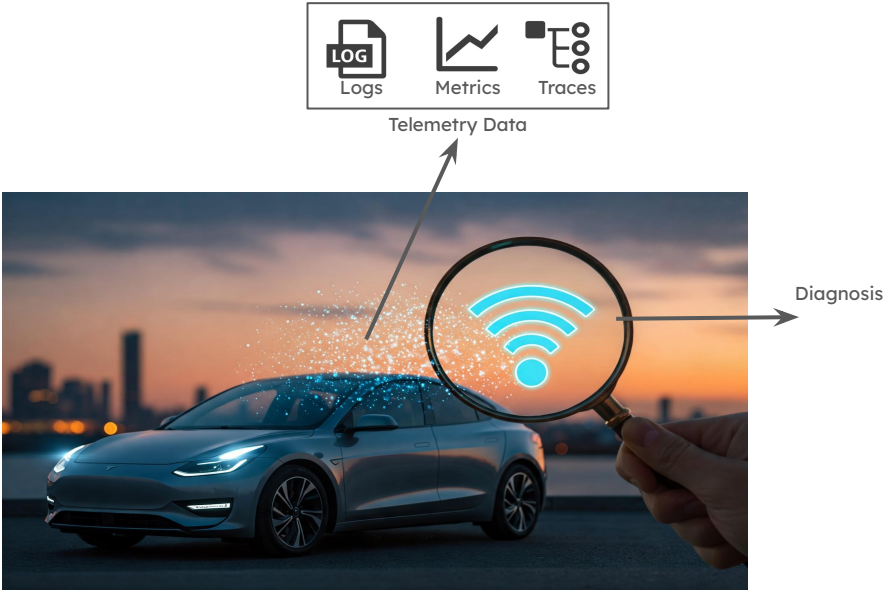 LOG
Logs
Metrics
Traces
Telemetry Data
Diagnosis